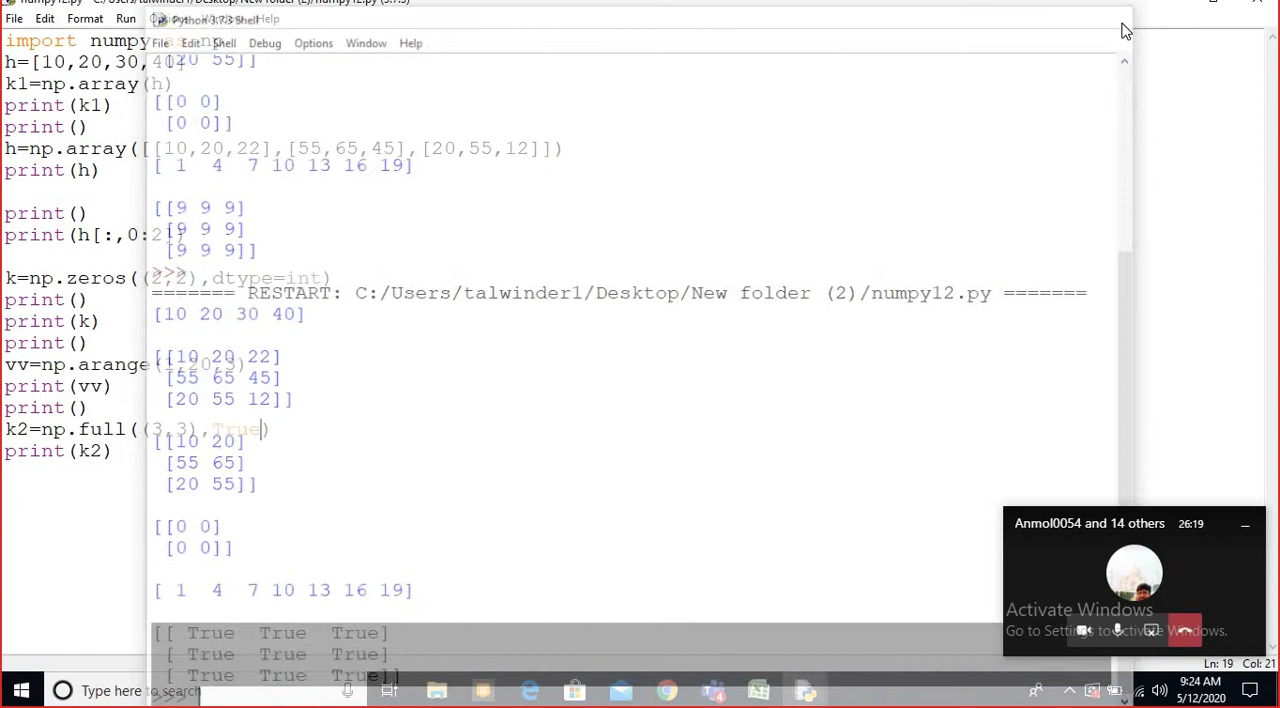 numpy12.py - C:/Users/talwinder1/Desktop/New folder (2)/numpy12.py (3.7.3)
File Edit Format Run Options Window Help
import numpy as np
h=[10,20,30,40]
k1=np.array(h)
print(k1)
print()
h=np.array([[10,20,22],[55,65,45],[20,55,12]])
print(h)
print()
print(h[:,0:2])
k=np.zeros((2,2),dtype=int)
print()
print(k)
print()
vv=np.arange(1,20,3)
print(vv)
print()
k2=np.full((3,3),True)
print(k2)
Python 3.7.3 Shell
File Edit Shell Debug Options Window Help
[20 55]]
[[0 0]
[0 0]]
[ 1 4 7 10 13 16 19]
[[9 9 9]
[9 9 9]
[9 9 9]]
>>>
======= RESTART: C:/Users/talwinder1/Desktop/New folder (2)/numpy12.py =======
[10 20 30 40]
[[10 20 22]
[55 65 45]
[20 55 12]]
[[10 20]
[55 65]
[20 55]]
[[0 0]
[0 0]]
[ 1 4 7 10 13 16 19]
[[ True True True]
[ True True True]
[ True True True]]
>>>
Anmol0054 and 14 others 26:19
Activate Windows
Go to Settings to activate Windows.
Ln: 19 Col: 21
Type here to search
4
9:24 AM
5/12/2020